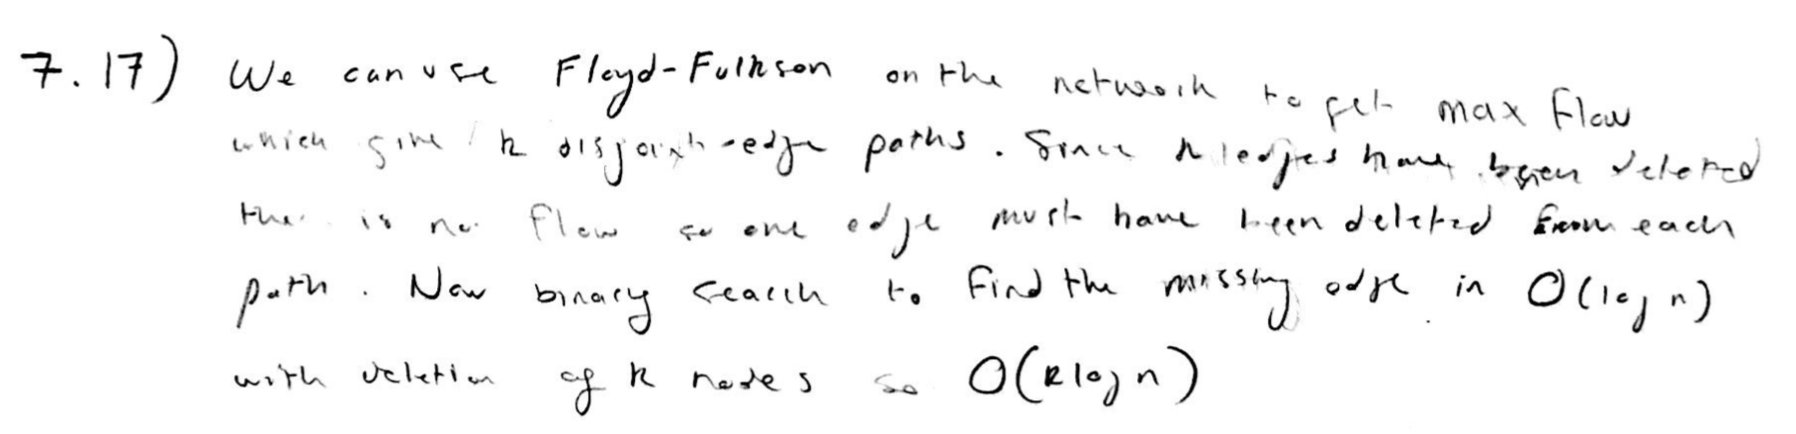 7.17) We can use Floyd-Fulkson on the network to get max flow
which give k disjoint-edge paths. Since k edges have been deleted
ther is no flow so one edge must have been deleted from each
path. Now binary search to find the missing edge in O(log n)
with deletion of k nodes so O(k log n)